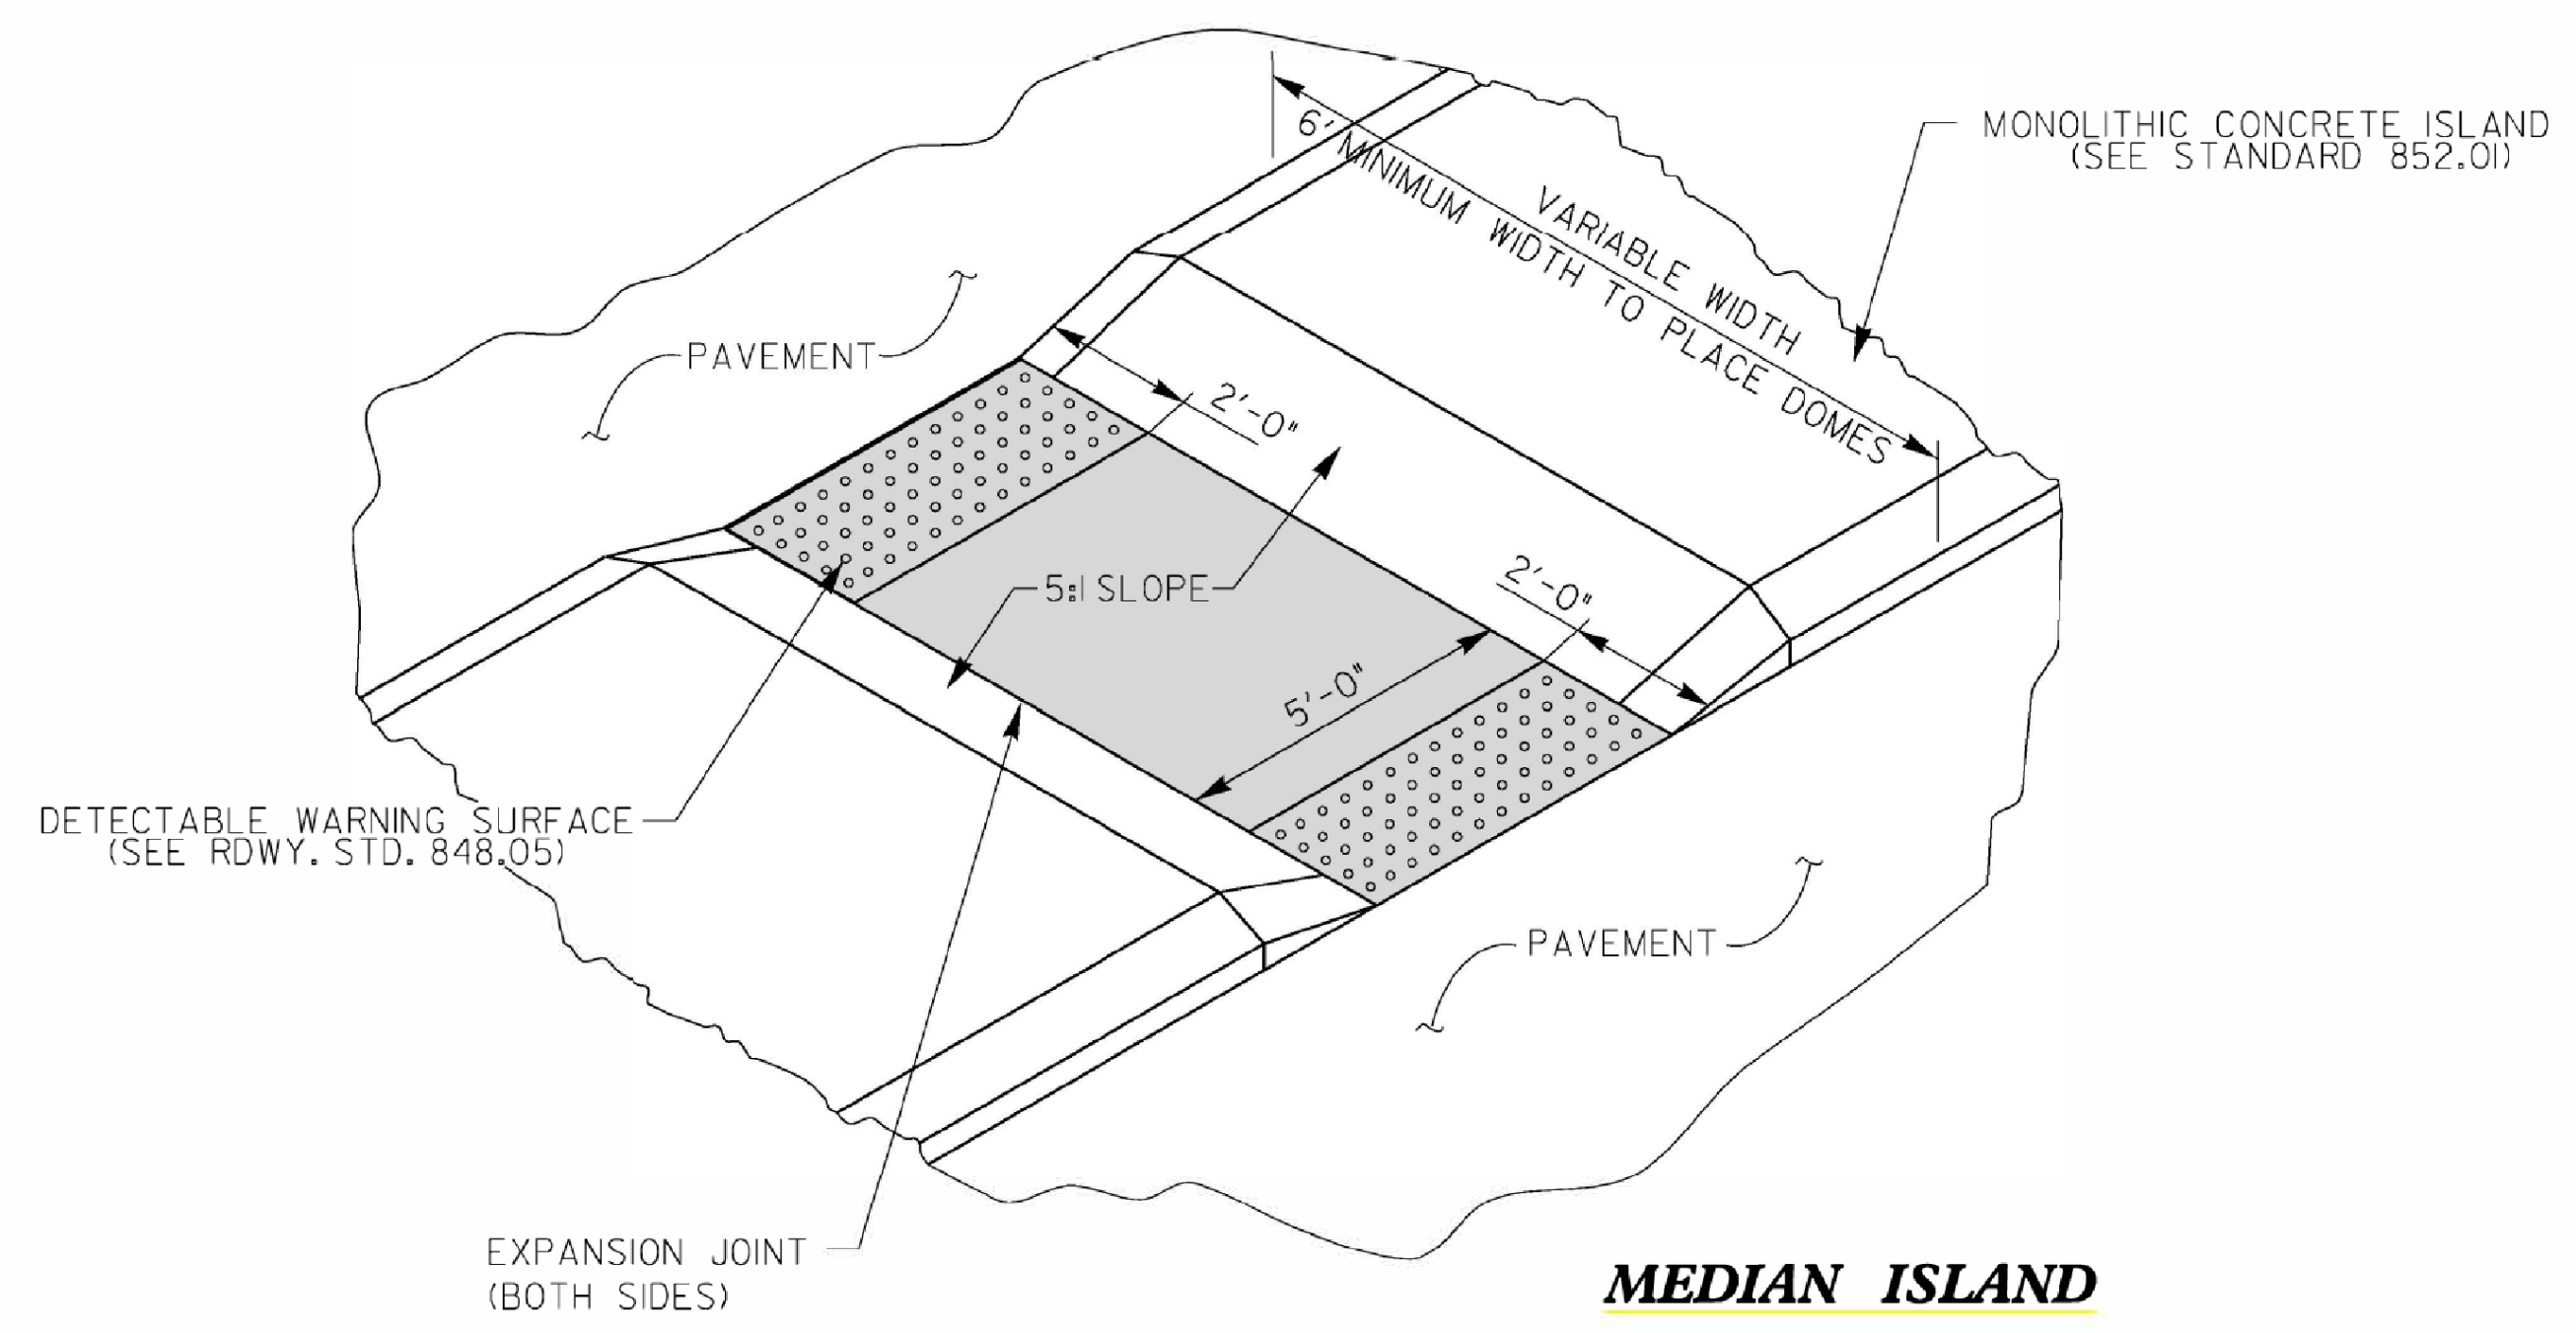 MONOLITHIC CONCRETE ISLAND
(SEE STANDARD 852.01)
VARIABLE WIDTH
6' MINIMUM WIDTH TO PLACE DOMES
PAVEMENT
2'-0"
5:1 SLOPE
2'-0"
5'-0"
DETECTABLE WARNING SURFACE
(SEE RDWY. STD. 848.05)
PAVEMENT
EXPANSION JOINT
(BOTH SIDES)
MEDIAN ISLAND